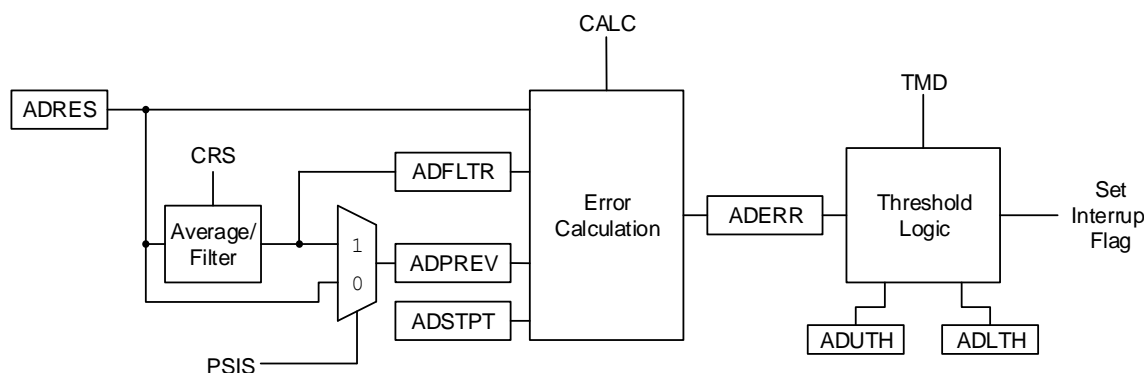 CALC
ADRES
TMD
CRS
ADFLTR
Average/
Filter
1
0
ADPREV
ADSTPT
PSIS
Error
Calculation
ADERR
Threshold
Logic
Set
Interrup
Flag
ADUTH
ADLTH